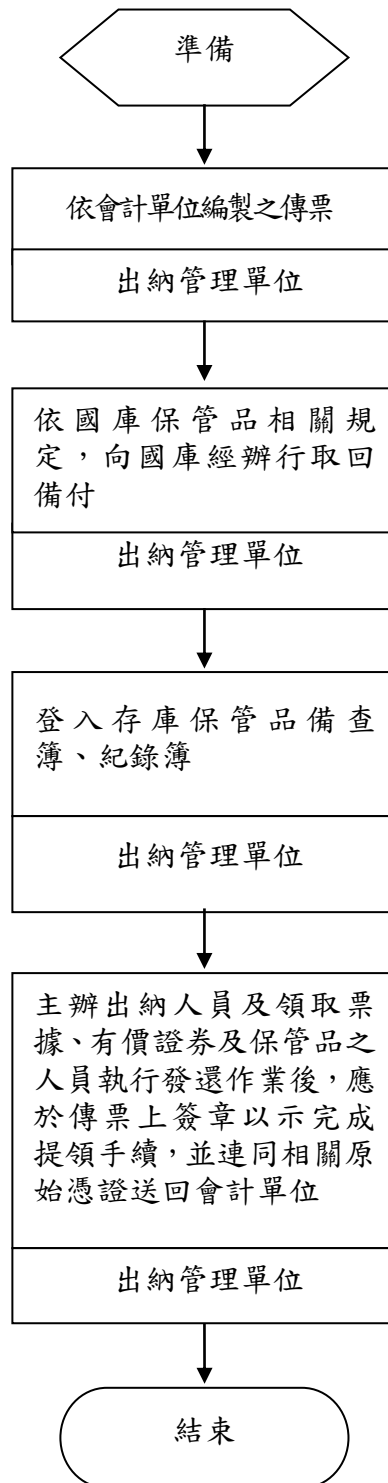 準備
依會計單位編製之傳票
出納管理單位
依國庫保管品相關規
定，向國庫經辦行取回
備付
出納管理單位
登入存庫保管品備查
簿、紀錄簿
出納管理單位
主辦出納人員及領取票
據、有價證券及保管品之
人員執行發還作業後，應
於傳票上簽章以示完成
提領手續，並連同相關原
始憑證送回會計單位
出納管理單位
結束